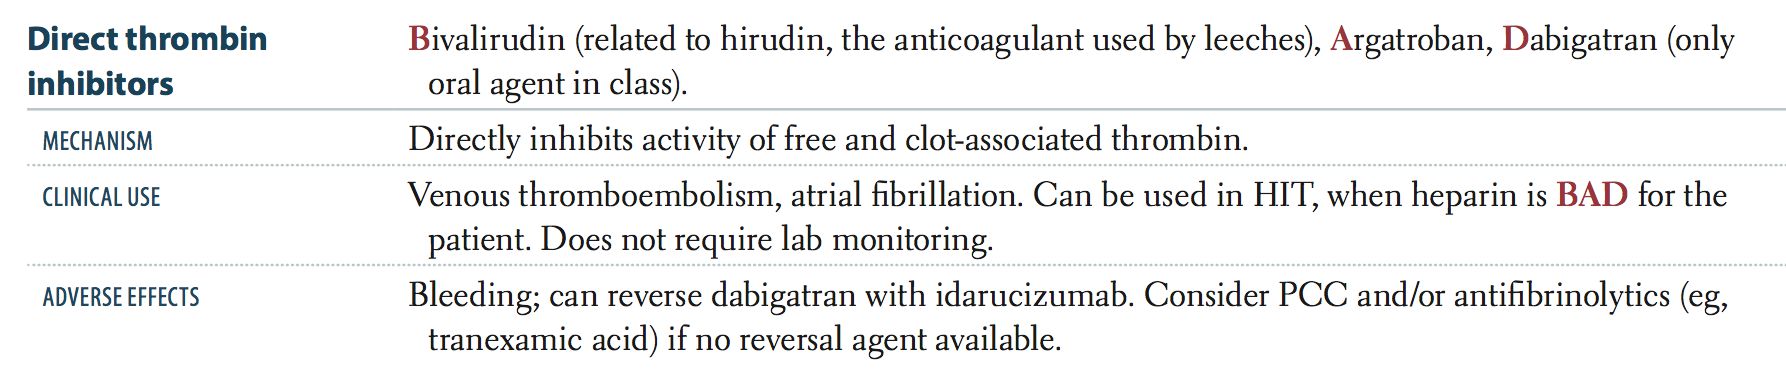 Direct thrombin
inhibitors
Bivalirudin (related to hirudin, the anticoagulant used by leeches), Argatroban, Dabigatran (only
oral agent in class).
MECHANISM
Directly inhibits activity of free and clot-associated thrombin.
CLINICAL USE
Venous thromboembolism, atrial fibrillation. Can be used in HIT, when heparin is BAD for the
patient. Does not require lab monitoring.
ADVERSE EFFECTS
Bleeding; can reverse dabigatran with idarucizumab. Consider PCC and/or antifibrinolytics (eg,
tranexamic acid) if no reversal agent available.